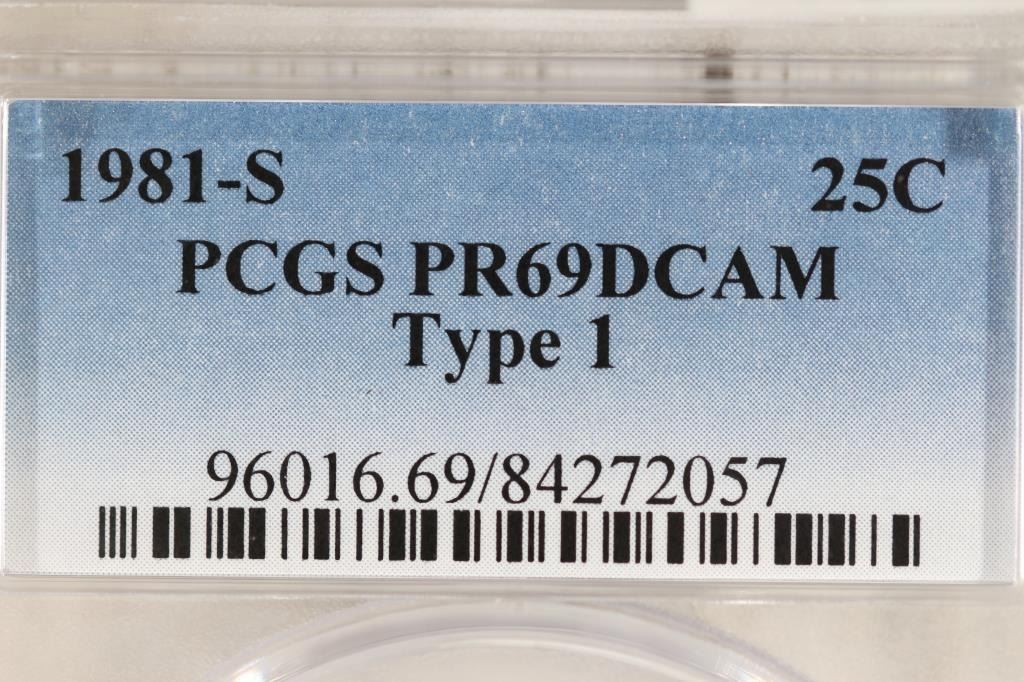 1981-S 25C
PCGS PR69DCAM
Type 1
96016.69/84272057